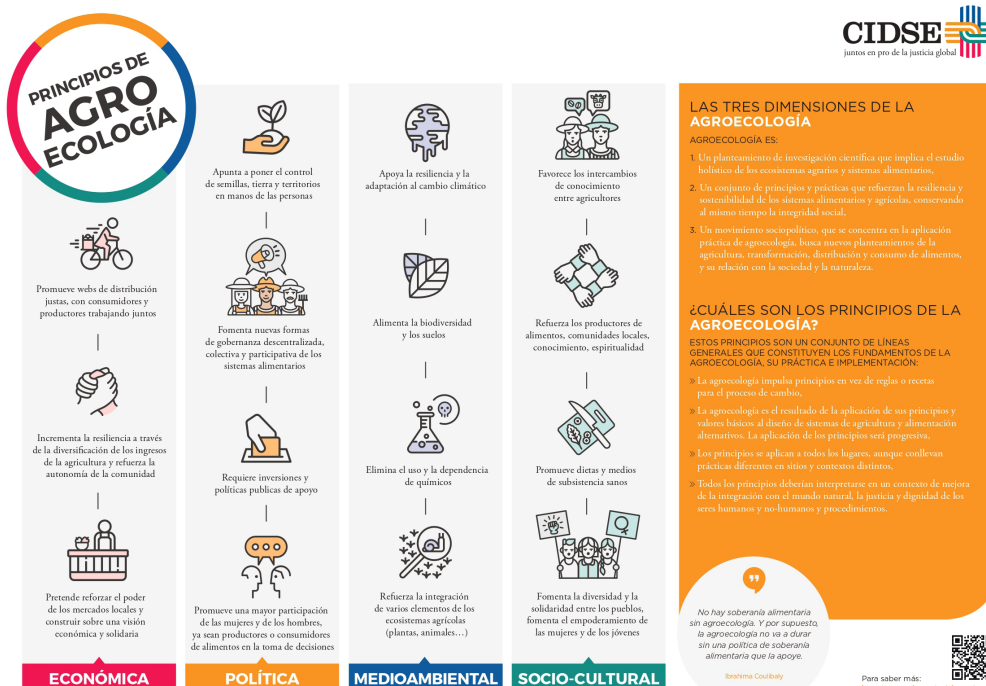 PRINCIPIOS DE
AGRO
ECOLOGÍA
CIDSE
juntos en pro de la justicia global
Promueve webs de distribución
justas, con consumidores y
productores trabajando juntos
Incrementa la resiliencia a través
de la diversificación de los ingresos
de la agricultura y refuerza la
autonomía de la comunidad
Pretende reforzar el poder
de los mercados locales y
construir sobre una visión
económica y solidaria
ECONÓMICA
Apunta a poner el control
de semillas, tierra y territorios
en manos de las personas
Fomenta nuevas formas
de gobernanza descentralizada,
colectiva y participativa de los
sistemas alimentarios
Requiere inversiones y
políticas publicas de apoyo
Promueve una mayor participación
de las mujeres y de los hombres,
ya sean productores o consumidores
de alimentos en la toma de decisiones
POLÍTICA
Apoya la resiliencia y la
adaptación al cambio climático
Alimenta la biodiversidad
y los suelos
Elimina el uso y la dependencia
de químicos
Refuerza la integración
de varios elementos de los
ecosistemas agrícolas
(plantas, animales…)
MEDIOAMBIENTAL
Favorece los intercambios
de conocimiento
entre agricultores
Refuerza los productores de
alimentos, comunidades locales,
conocimiento, espiritualidad
Promueve dietas y medios
de subsistencia sanos
Fomenta la diversidad y la
solidaridad entre los pueblos,
fomenta el empoderamiento de
las mujeres y de los jóvenes
SOCIO-CULTURAL
LAS TRES DIMENSIONES DE LA
AGROECOLOGÍA
AGROECOLOGÍA ES:
1. Un planteamiento de investigación científica que implica el estudio
holístico de los ecosistemas agrarios y sistemas alimentarios,
2. Un conjunto de principios y prácticas que refuerzan la resiliencia y
sostenibilidad de los sistemas alimentarios y agrícolas, conservando
al mismo tiempo la integridad social,
3. Un movimiento sociopolítico, que se concentra en la aplicación
práctica de agroecología, busca nuevos planteamientos de la
agricultura, transformación, distribución y consumo de alimentos,
y su relación con la sociedad y la naturaleza.
¿CUÁLES SON LOS PRINCIPIOS DE LA
AGROECOLOGÍA?
ESTOS PRINCIPIOS SON UN CONJUNTO DE LÍNEAS
GENERALES QUE CONSTITUYEN LOS FUNDAMENTOS DE LA
AGROECOLOGÍA, SU PRÁCTICA E IMPLEMENTACIÓN:
» La agroecología impulsa principios en vez de reglas o recetas
para el proceso de cambio,
» La agroecología es el resultado de la aplicación de sus principios y
valores básicos al diseño de sistemas de agricultura y alimentación
alternativos. La aplicación de los principios será progresiva.
» Los principios se aplican a todos los lugares, aunque conllevan
prácticas diferentes en sitios y contextos distintos,
» Todos los principios deberían interpretarse en un contexto de mejora
de la integración con el mundo natural, la justicia y dignidad de los
seres humanos y no-humanos y procedimientos.
No hay soberanía alimentaria
sin agroecología. Y por supuesto,
la agroecología no va a durar
sin una política de soberanía
alimentaria que la apoye.
Ibrahima Coulibaly
Para saber más: